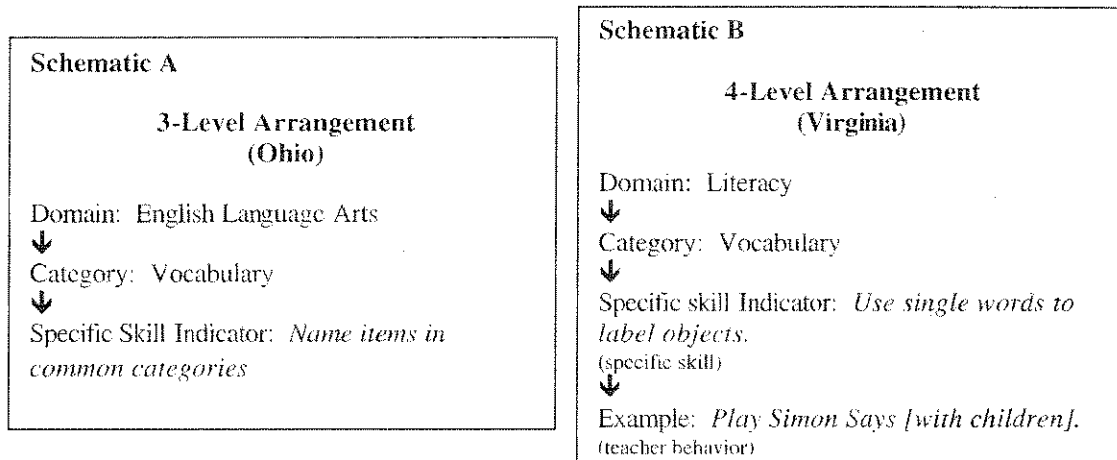 Schematic A
3-Level Arrangement
(Ohio)
Domain: English Language Arts
↓
Category: Vocabulary
↓
Specific Skill Indicator: Name items in
common categories
Schematic B
4-Level Arrangement
(Virginia)
Domain: Literacy
↓
Category: Vocabulary
↓
Specific skill Indicator: Use single words to
label objects.
(specific skill)
↓
Example: Play Simon Says [with children].
(teacher behavior)